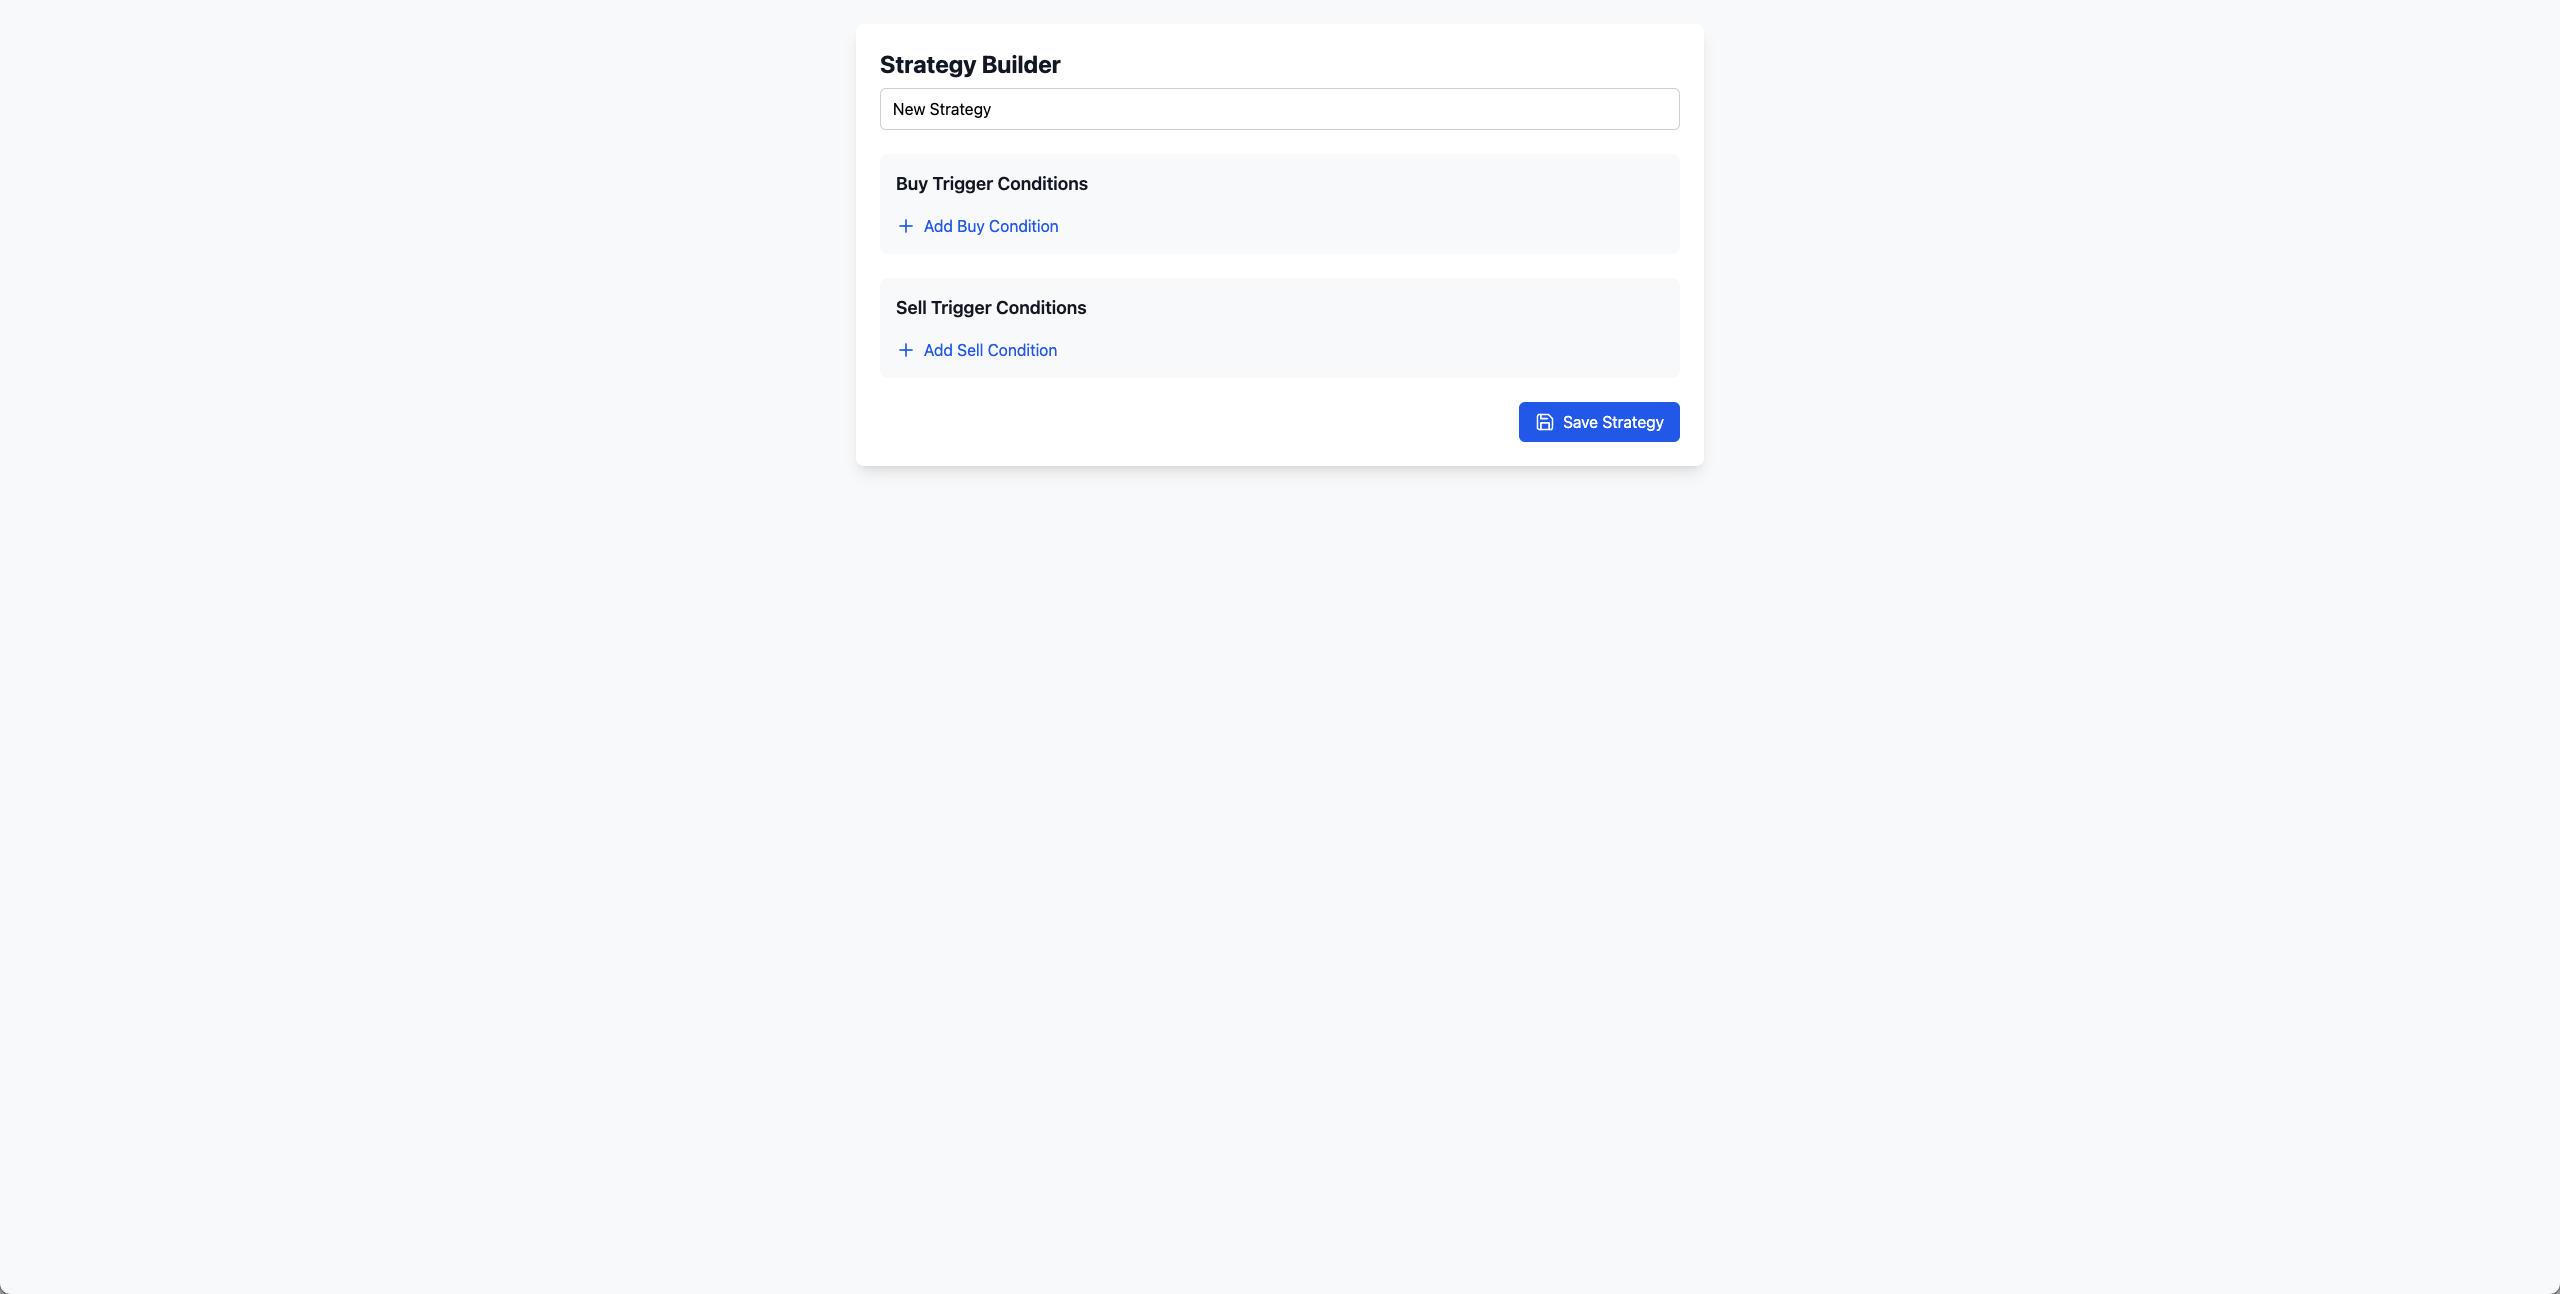 Strategy Builder
New Strategy
Buy Trigger Conditions
Add Buy Condition
Sell Trigger Conditions
Add Sell Condition
Save Strategy